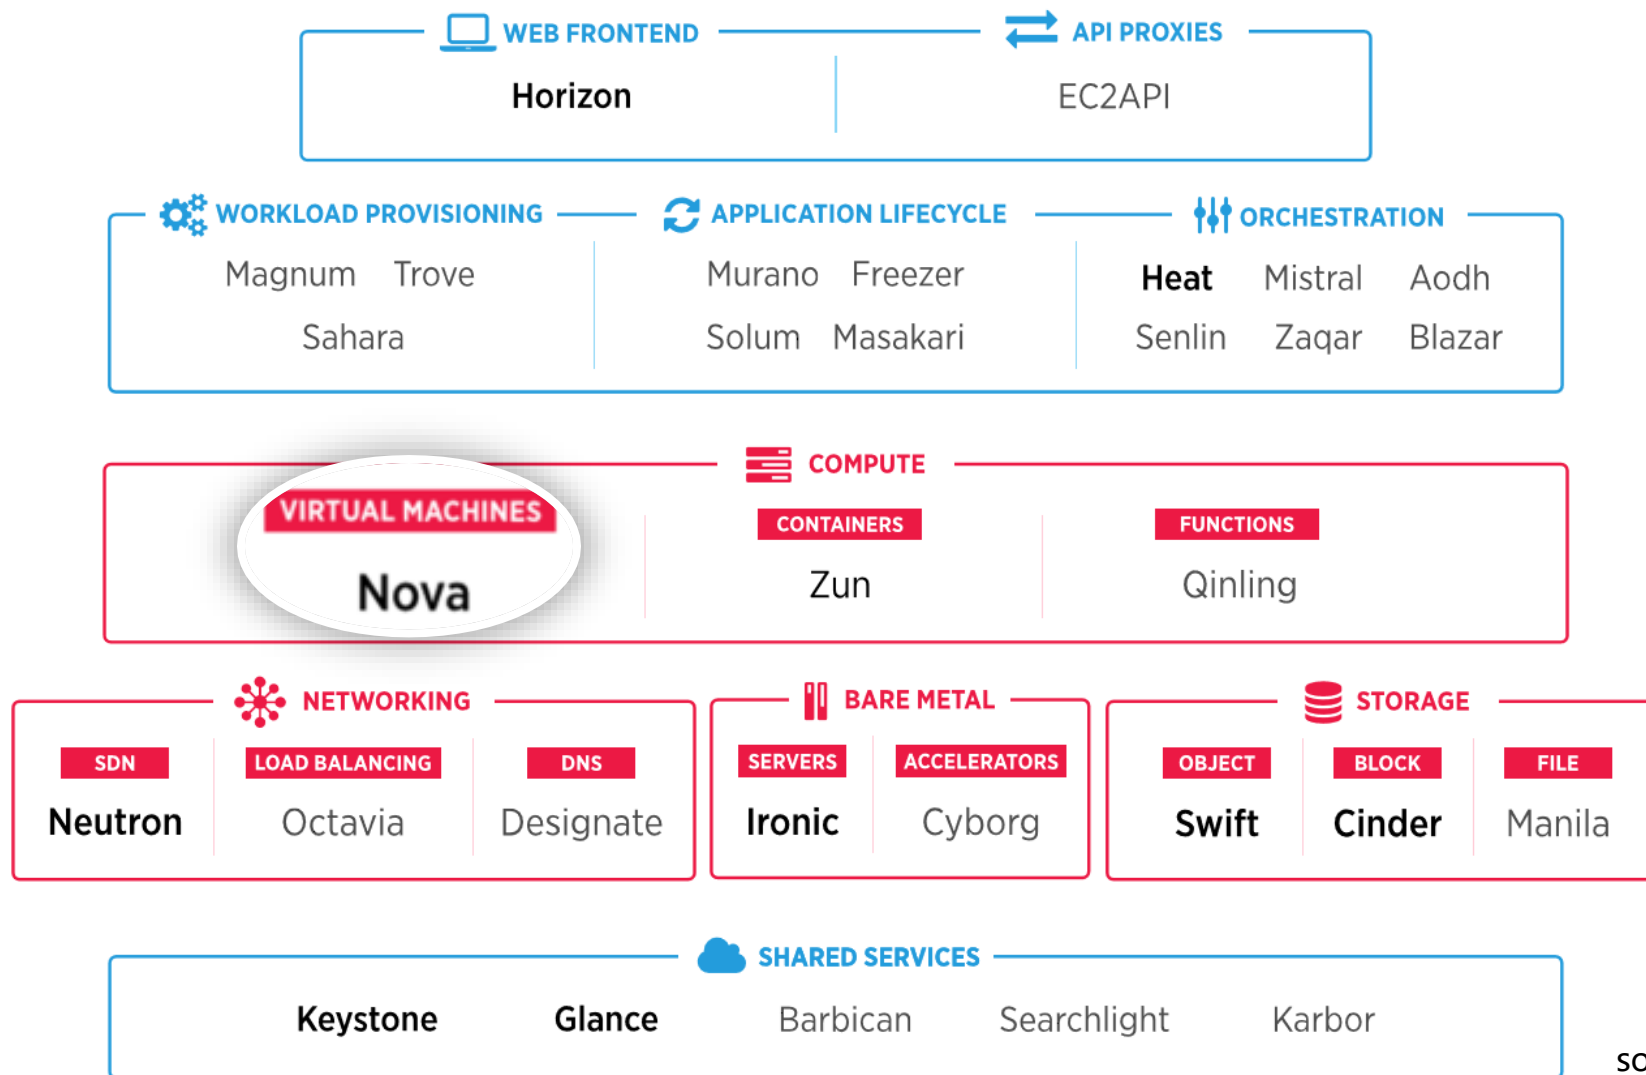 WEB FRONTEND API PROXIES
Horizon EC2API
WORKLOAD PROVISIONING APPLICATION LIFECYCLE ORCHESTRATION
Magnum Trove Murano Freezer Heat Mistral Aodh
Sahara Solum Masakari Senlin Zaqar Blazar
COMPUTE
VIRTUAL MACHINES CONTAINERS FUNCTIONS
Nova Zun Qinling
NETWORKING BARE METAL STORAGE
SDN LOAD BALANCING DNS SERVERS ACCELERATORS OBJECT BLOCK FILE
Neutron Octavia Designate Ironic Cyborg Swift Cinder Manila
SHARED SERVICES
Keystone Glance Barbican Searchlight Karbor